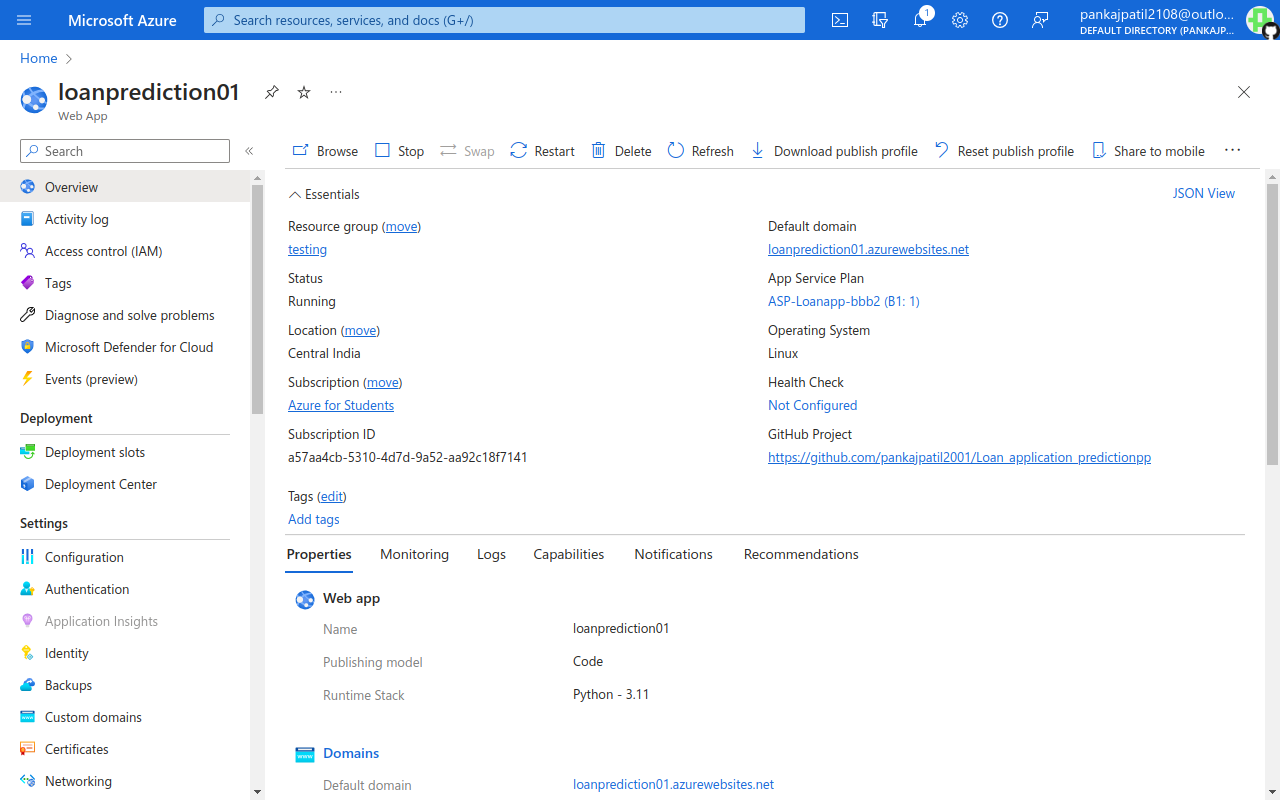 Microsoft Azure
Search resources, services, and docs (G+/)
1
pankajpatil2108@outlo...
DEFAULT DIRECTORY (PANKAJP...
Home
loanprediction01
Web App
Search
Browse
Stop
Swap
Restart
Delete
Refresh
Download publish profile
Reset publish profile
Share to mobile
Overview
Activity log
Access control (IAM)
Tags
Diagnose and solve problems
Microsoft Defender for Cloud
Events (preview)
Deployment
Deployment slots
Deployment Center
Settings
Configuration
Authentication
Application Insights
Identity
Backups
Custom domains
Certificates
Networking
Essentials
JSON View
Resource group (move)
testing
Status
Running
Location (move)
Central India
Subscription (move)
Azure for Students
Subscription ID
a57aa4cb-5310-4d7d-9a52-aa92c18f7141
Default domain
loanprediction01.azurewebsites.net
App Service Plan
ASP-Loanapp-bbb2 (B1: 1)
Operating System
Linux
Health Check
Not Configured
GitHub Project
https://github.com/pankajpatil2001/Loan_application_predictionpp
Tags (edit)
Add tags
Properties
Monitoring
Logs
Capabilities
Notifications
Recommendations
Web app
Name
loanprediction01
Publishing model
Code
Runtime Stack
Python - 3.11
Domains
Default domain
loanprediction01.azurewebsites.net